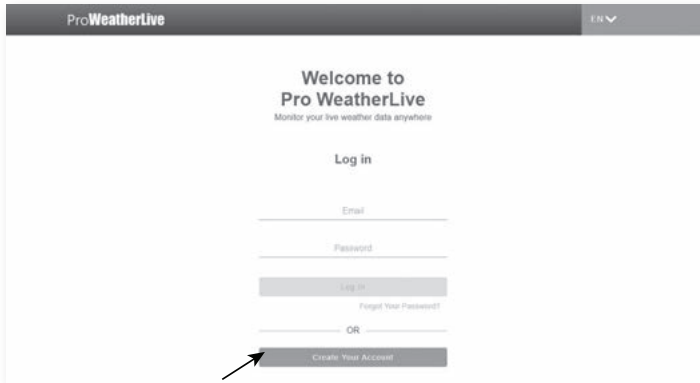 ProWeatherLive
EN
Welcome to
Pro WeatherLive
Monitor your live weather data anywhere
Log in
Email
Password
Log in
Forgot Your Password?
OR
Create Your Account